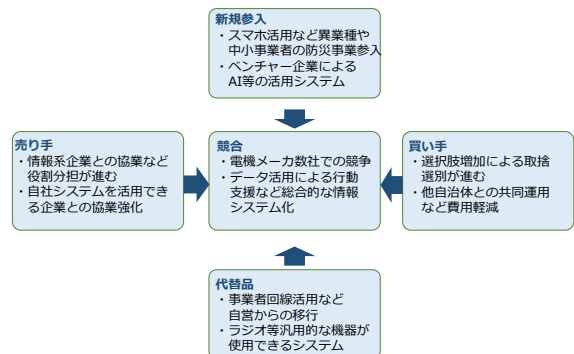 新規参入
・スマホ活用など異業種や
中小事業者の防災事業参入
・ベンチャー企業による
AI等の活用システム
売り手
・情報系企業との協業など
役割分担が進む
・自社システムを活用でき
る企業との協業強化
競合
・電機メーカ数社での競争
・データ活用による行動
支援など総合的な情報
システム化
買い手
・選択肢増加による取捨
選別が進む
・他自治体との共同運用
など費用軽減
代替品
・事業者回線活用など
自営からの移行
・ラジオ等汎用的な機器が
使用できるシステム